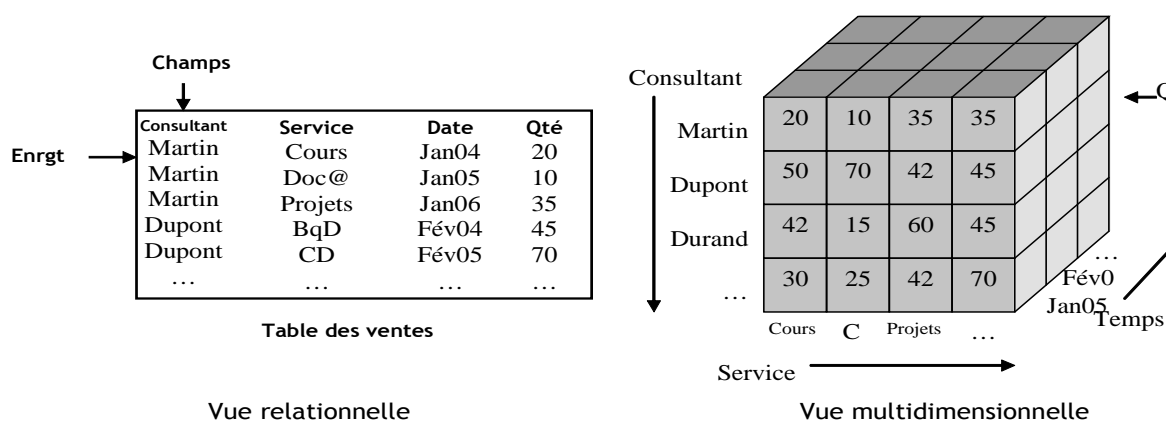 Champs
Enrgt
Consultant Service Date Qté
Martin Cours Jan04 20
Martin Doc@ Jan05 10
Martin Projets Jan06 35
Dupont BqD Fév04 45
Dupont CD Fév05 70
… … … …
Table des ventes
Vue relationnelle
Consultant
Q
Martin 20 10 35 35
Dupont 50 70 42 45
Durand 42 15 60 45
… 30 25 42 70
Cours C Projets …
Service
…
Fév0
Jan05
Temps
Vue multidimensionnelle